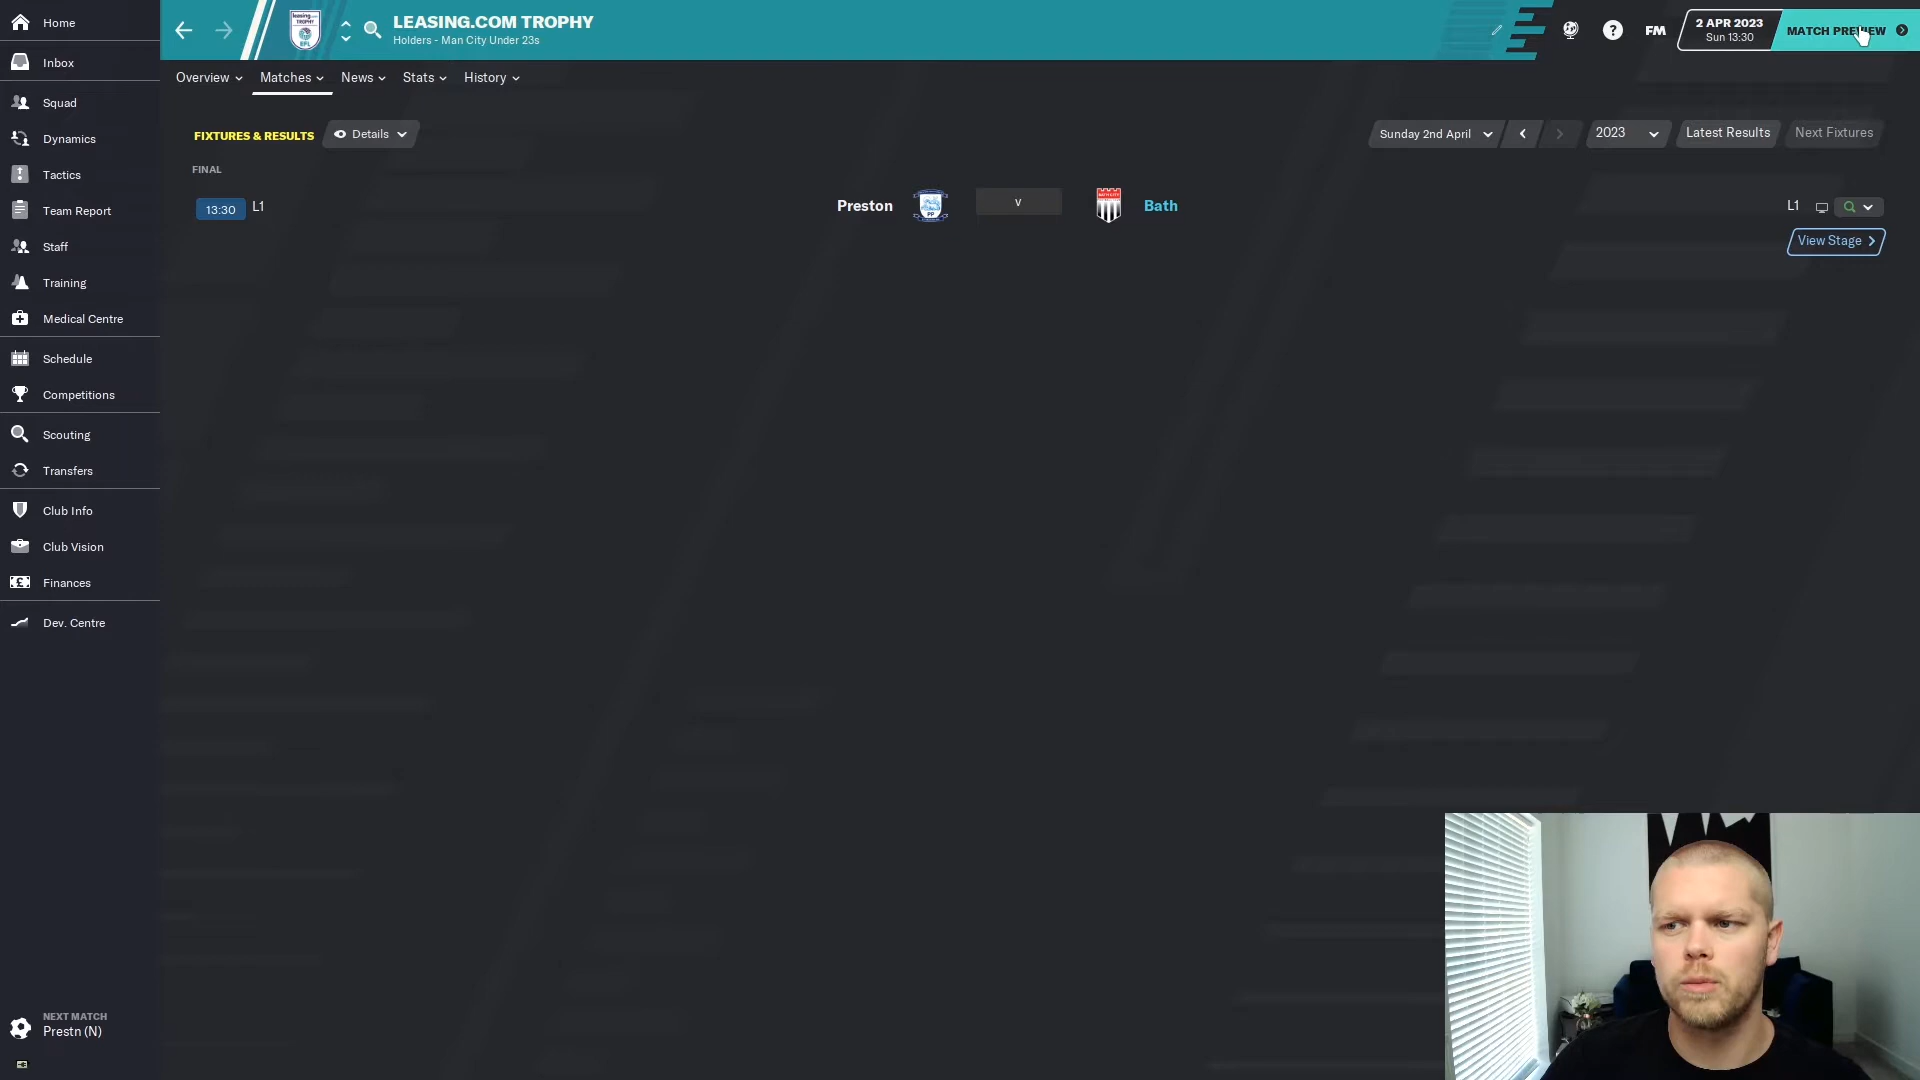 Home
Inbox
Squad
Dynamics
Tactics
Team Report
Staff
Training
Medical Centre
Schedule
Competitions
Scouting
Transfers
Club Info
Club Vision
Finances
Dev. Centre
NEXT MATCH
Prestn (N)
LEASING.COM TROPHY
Holders - Man City Under 23s
FM
2 APR 2023
Sun 13:30
MATCH PREVIEW
Overview
Matches
News
Stats
History
FIXTURES & RESULTS
Details
Sunday 2nd April
2023
Latest Results
Next Fixtures
FINAL
13:30 L1
Preston
PP
v
Bath
L1
View Stage